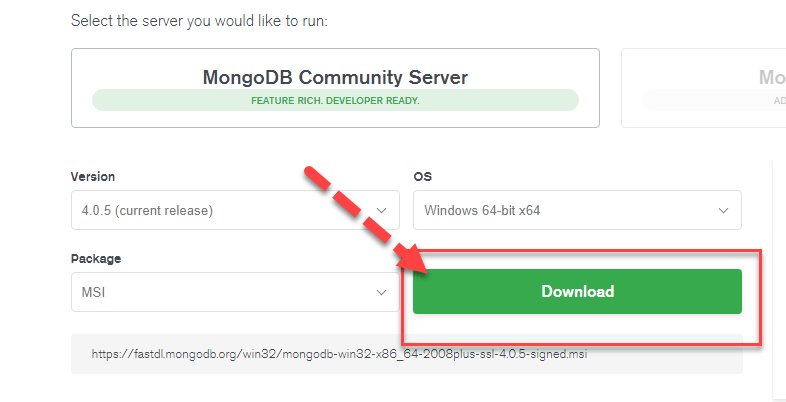 Select the server you would like to run:
MongoDB Community Server
FEATURE RICH. DEVELOPER READY.
Mo
AD
Version
OS
4.0.5 (current release)
Windows 64-bit x64
Package
MSI
Download
https://fastdl.mongodb.org/win32/mongodb-win32-x86_64-2008plus-ssl-4.0.5-signed.msi